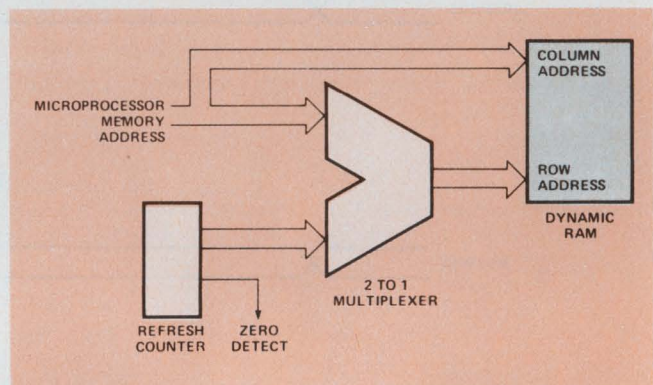 COLUMN
ADDRESS
MICROPROCESSOR
MEMORY
ADDRESS
ROW
ADDRESS
DYNAMIC
RAM
2 TO 1
MULTIPLEXER
REFRESH
COUNTER
ZERO
DETECT